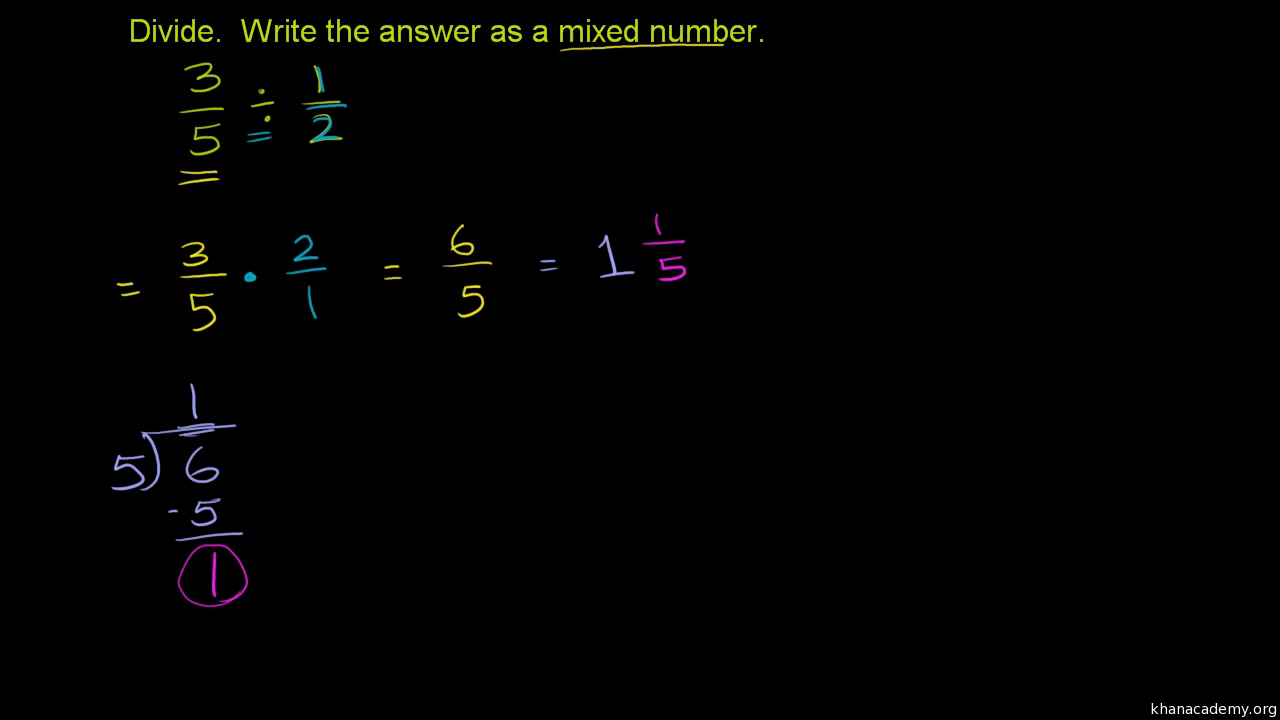 Divide.  Write the answer as a mixed number.
3/5 ÷ 1/2
= 3/5 · 2/1 = 6/5 = 1 1/5
1
5)6
-5
1
khanacademy.org